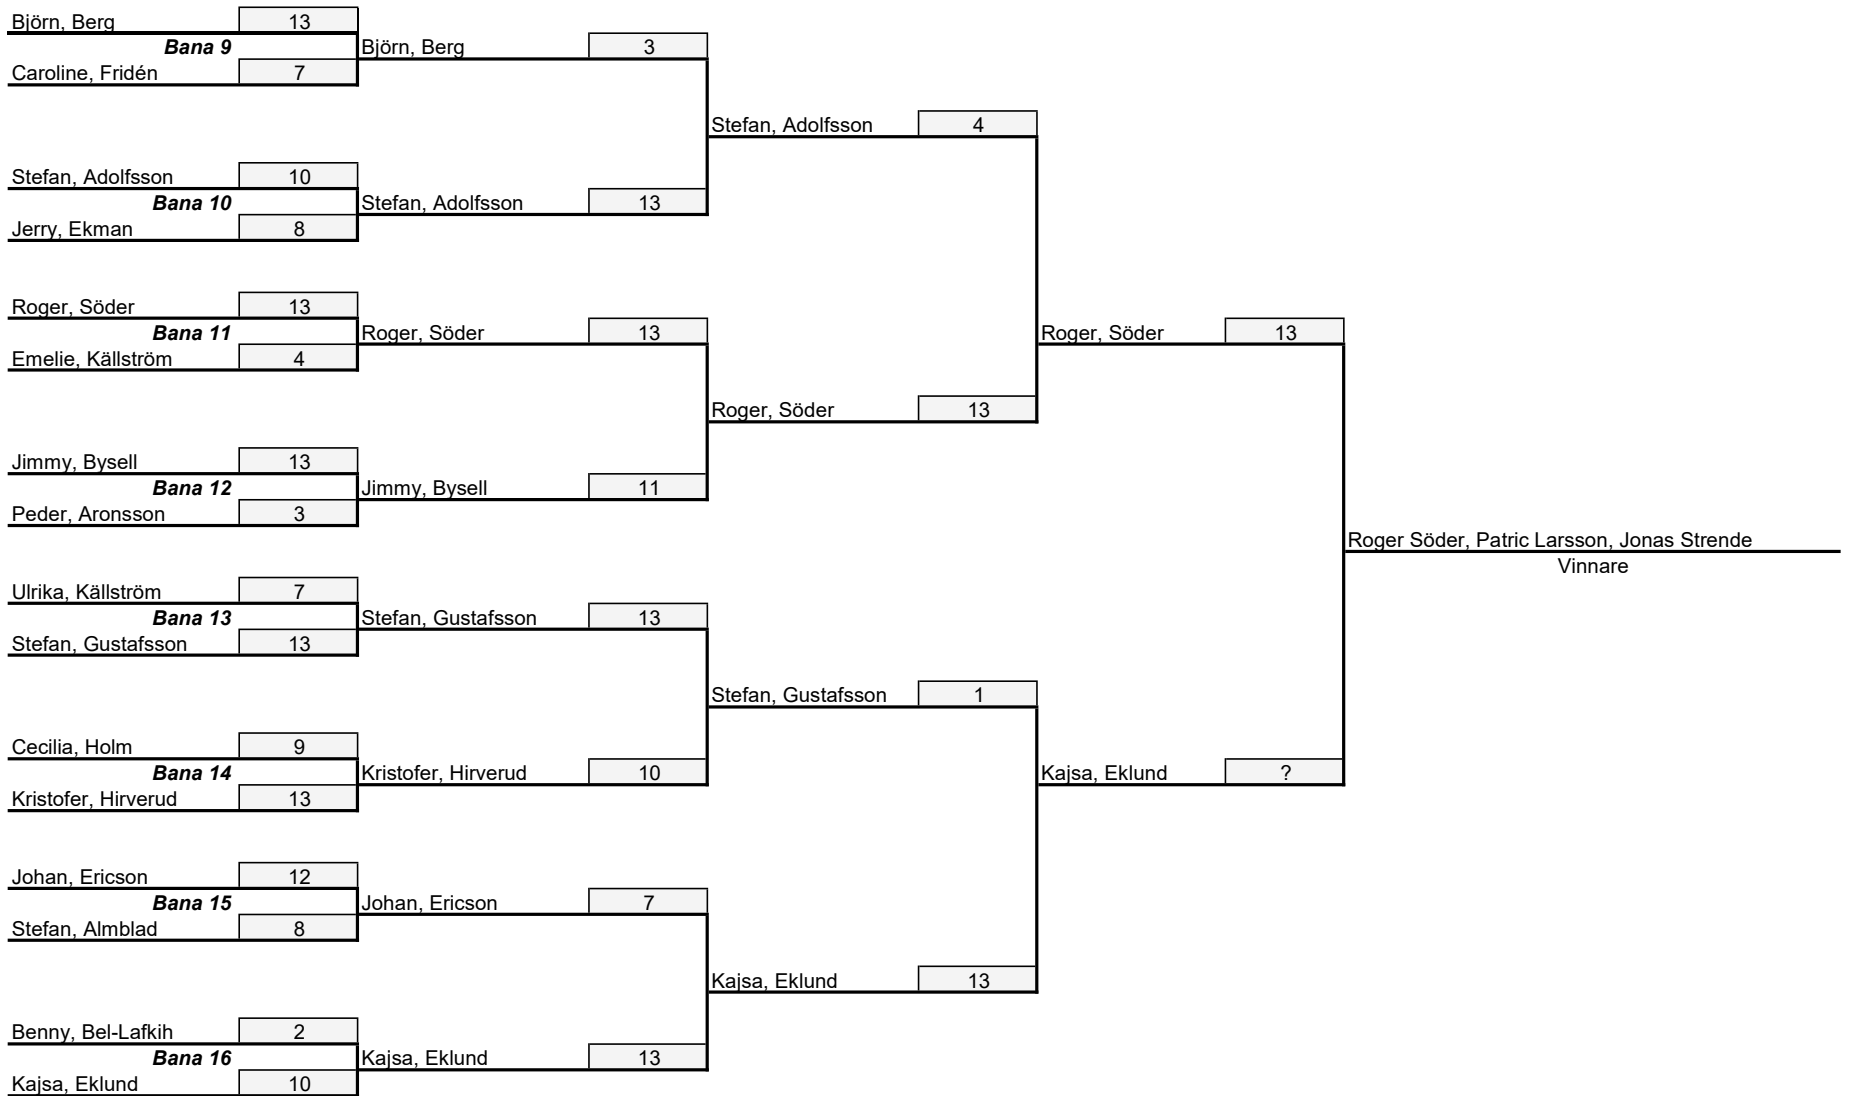 Björn, Berg 13
Bana 9 Björn, Berg 3
Caroline, Fridén 7
Stefan, Adolfsson 4
Stefan, Adolfsson 10
Bana 10 Stefan, Adolfsson 13
Jerry, Ekman 8
Roger, Söder 13
Bana 11 Roger, Söder 13 Roger, Söder 13
Emelie, Källström 4
Roger, Söder 13
Jimmy, Bysell 13
Bana 12 Jimmy, Bysell 11
Peder, Aronsson 3
Roger Söder, Patric Larsson, Jonas Strende
Vinnare
Ulrika, Källström 7
Bana 13 Stefan, Gustafsson 13
Stefan, Gustafsson 13
Stefan, Gustafsson 1
Cecilia, Holm 9
Bana 14 Kristofer, Hirverud 10 Kajsa, Eklund ?
Kristofer, Hirverud 13
Johan, Ericson 12
Bana 15 Johan, Ericson 7
Stefan, Almblad 8
Kajsa, Eklund 13
Benny, Bel-Lafkih 2
Bana 16 Kajsa, Eklund 13
Kajsa, Eklund 10